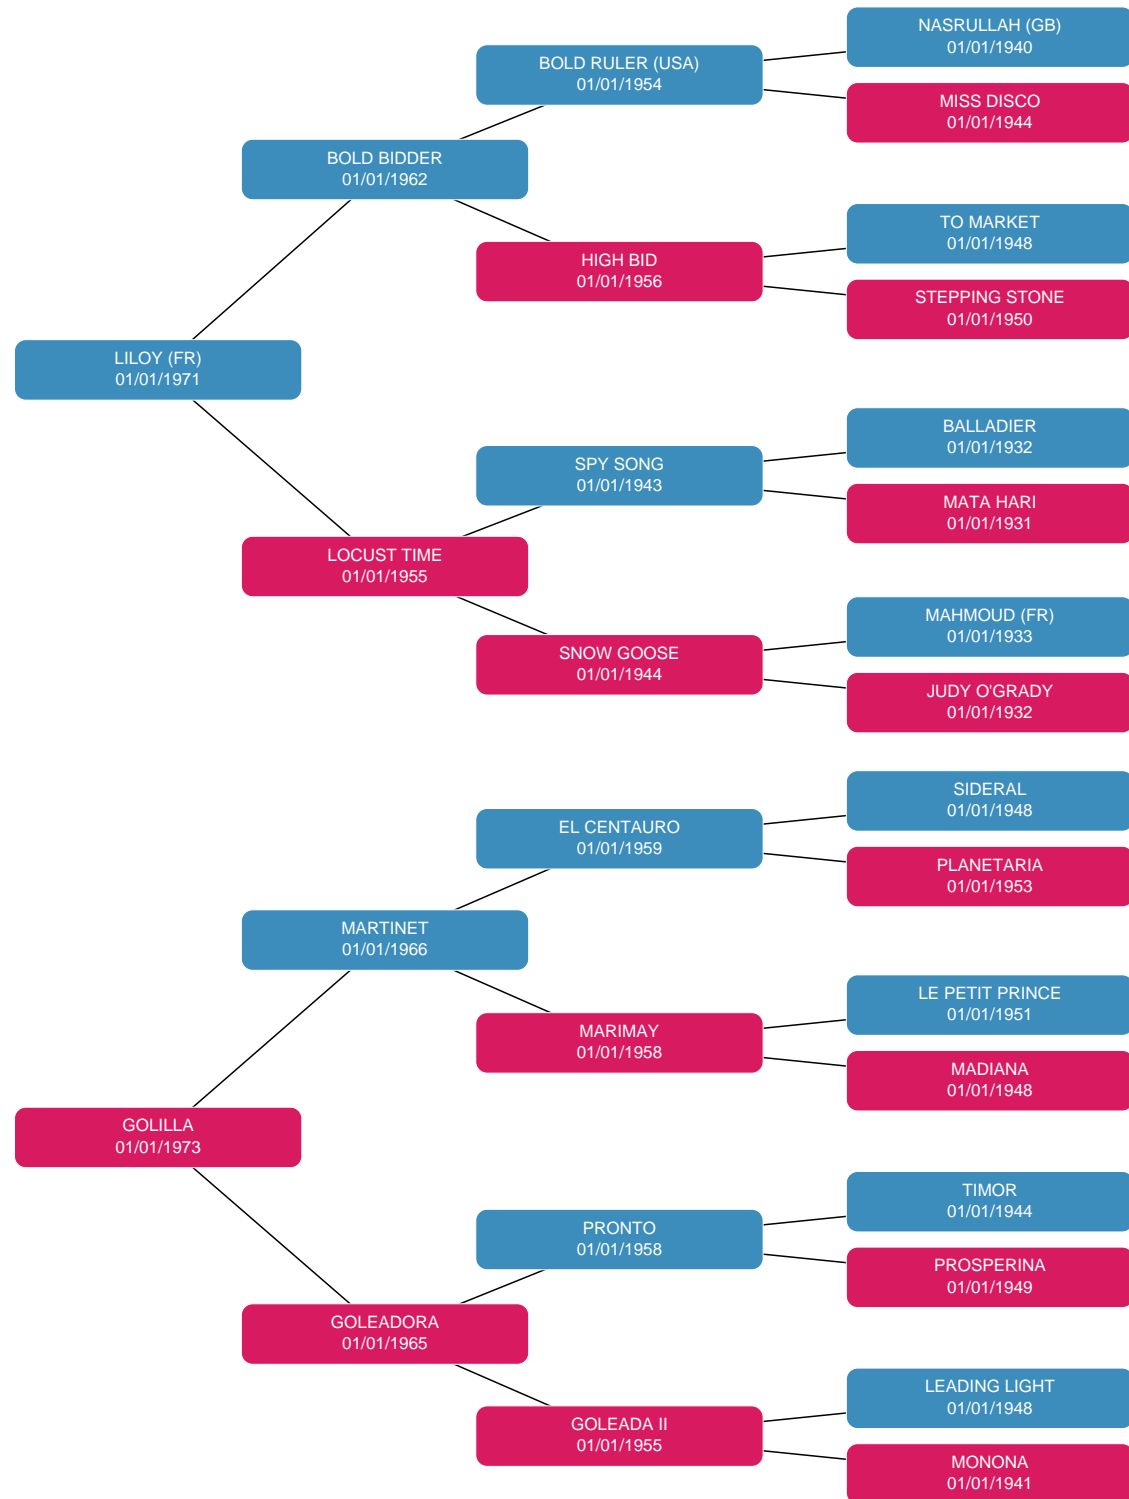 NASRULLAH (GB)
01/01/1940
BOLD RULER (USA)
01/01/1954
MISS DISCO
01/01/1944
BOLD BIDDER
01/01/1962
TO MARKET
01/01/1948
HIGH BID
01/01/1956
STEPPING STONE
01/01/1950
LILOY (FR)
01/01/1971
BALLADIER
01/01/1932
SPY SONG
01/01/1943
MATA HARI
01/01/1931
LOCUST TIME
01/01/1955
MAHMOUD (FR)
01/01/1933
SNOW GOOSE
01/01/1944
JUDY O'GRADY
01/01/1932
SIDERAL
01/01/1948
EL CENTAURO
01/01/1959
PLANETARIA
01/01/1953
MARTINET
01/01/1966
LE PETIT PRINCE
01/01/1951
MARIMAY
01/01/1958
MADIANA
01/01/1948
GOLILLA
01/01/1973
TIMOR
01/01/1944
PRONTO
01/01/1958
PROSPERINA
01/01/1949
GOLEADORA
01/01/1965
LEADING LIGHT
01/01/1948
GOLEADA II
01/01/1955
MONONA
01/01/1941